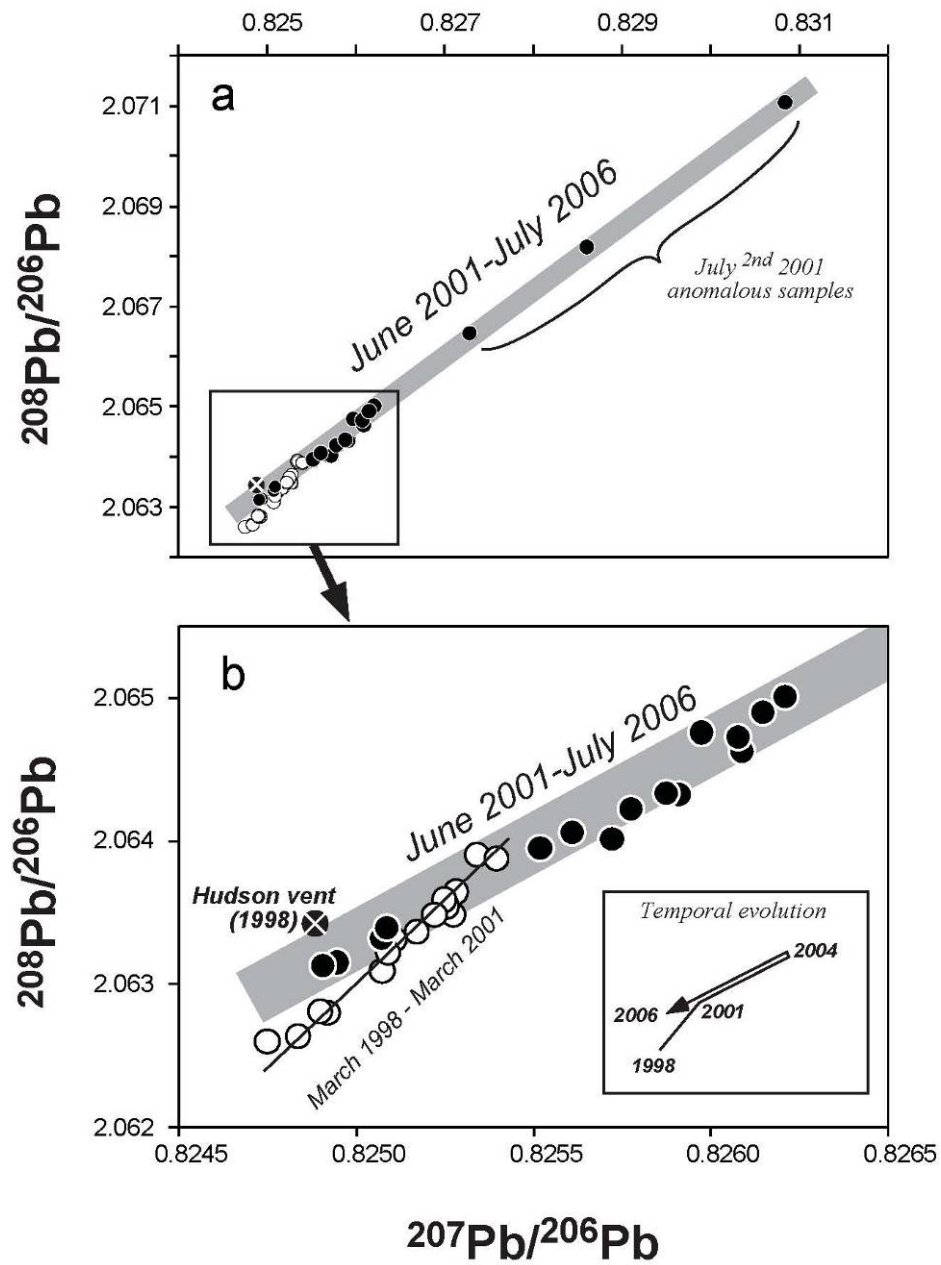 0.825 0.827 0.829 0.831
a
2.071
2.069
2.067
2.065
2.063
208Pb/206Pb
June 2001-July 2006
July 2nd 2001
anomalous samples
b
2.065
2.064
2.063
2.062
208Pb/206Pb
June 2001-July 2006
Hudson vent
(1998)
March 1998 - March 2001
Temporal evolution
2004
2006 2001
1998
0.8245 0.8250 0.8255 0.8260 0.8265
207Pb/206Pb